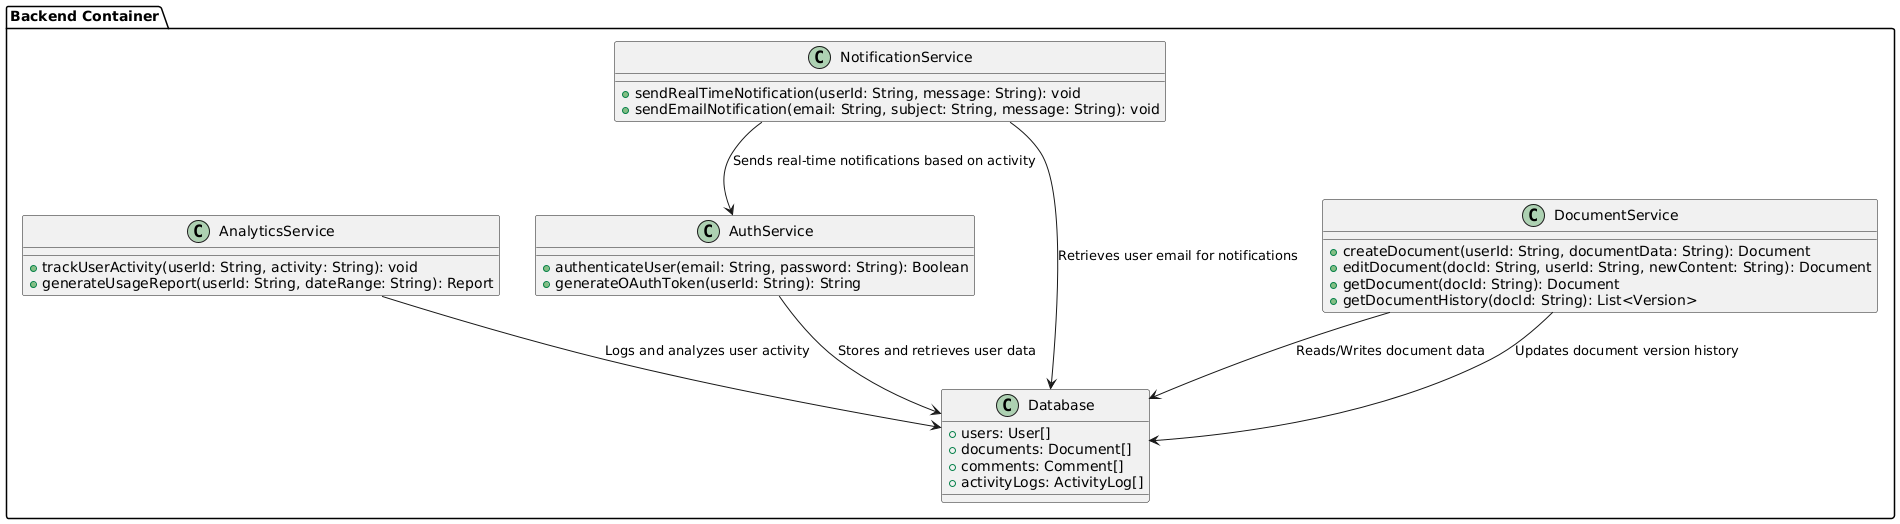 Backend Container
C NotificationService
sendRealTimeNotification(userId: String, message: String): void
sendEmailNotification(email: String, subject: String, message: String): void
Sends real-time notifications based on activity
C AnalyticsService
trackUserActivity(userId: String, activity: String): void
generateUsageReport(userId: String, dateRange: String): Report
C AuthService
authenticateUser(email: String, password: String): Boolean
generateOAuthToken(userId: String): String
Retrieves user email for notifications
C DocumentService
createDocument(userId: String, documentData: String): Document
editDocument(docId: String, userId: String, newContent: String): Document
getDocument(docId: String): Document
getDocumentHistory(docId: String): List<Version>
Logs and analyzes user activity
Stores and retrieves user data
Reads/Writes document data
Updates document version history
C Database
users: User[]
documents: Document[]
comments: Comment[]
activityLogs: ActivityLog[]